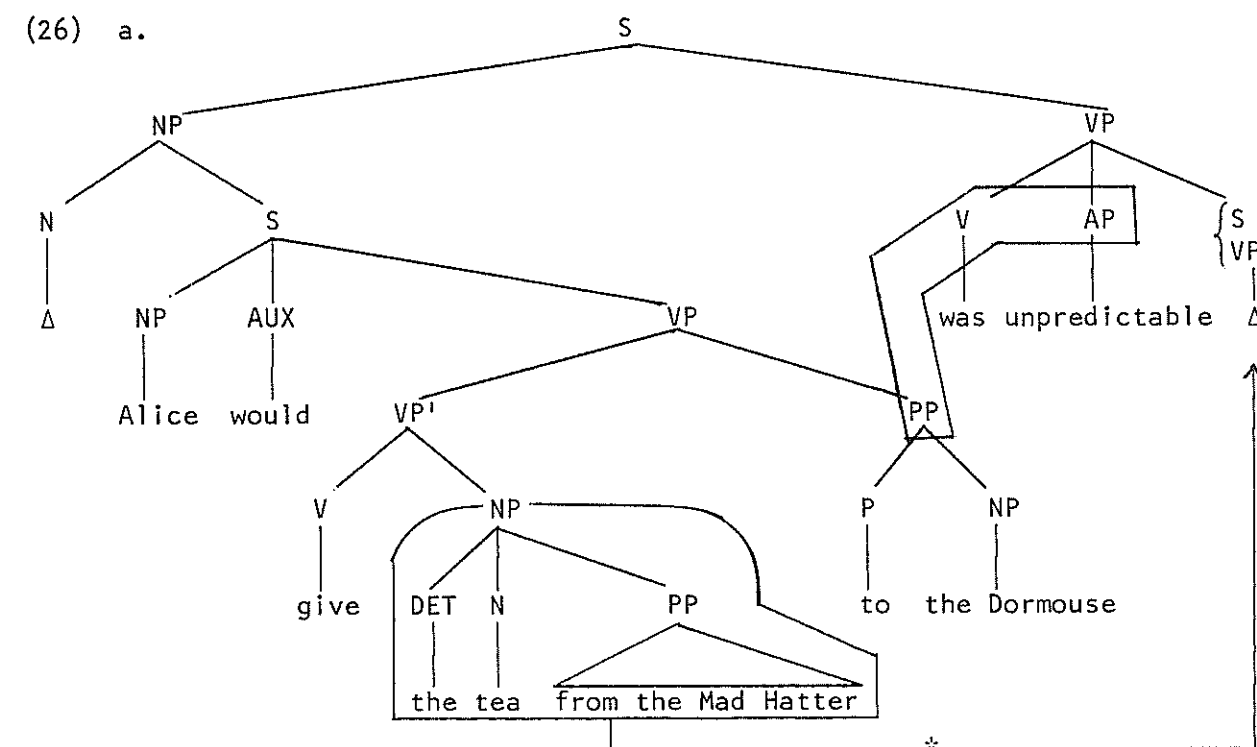 (26) a. S
NP VP
N S V AP { S
VP
Δ NP AUX VP was unpredictable Δ
Alice would VP' PP
V NP P NP
give DET N PP to the Dormouse
the tea from the Mad Hatter
*